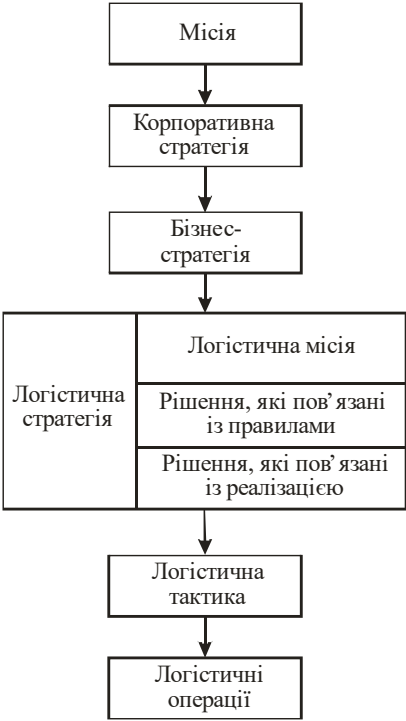 Місія
Корпоративна
стратегія
Бізнес-
стратегія
Логістична
стратегія
Логістична місія
Рішення, які пов’язані
із правилами
Рішення, які пов’язані
із реалізацією
Логістична
тактика
Логістичні
операції